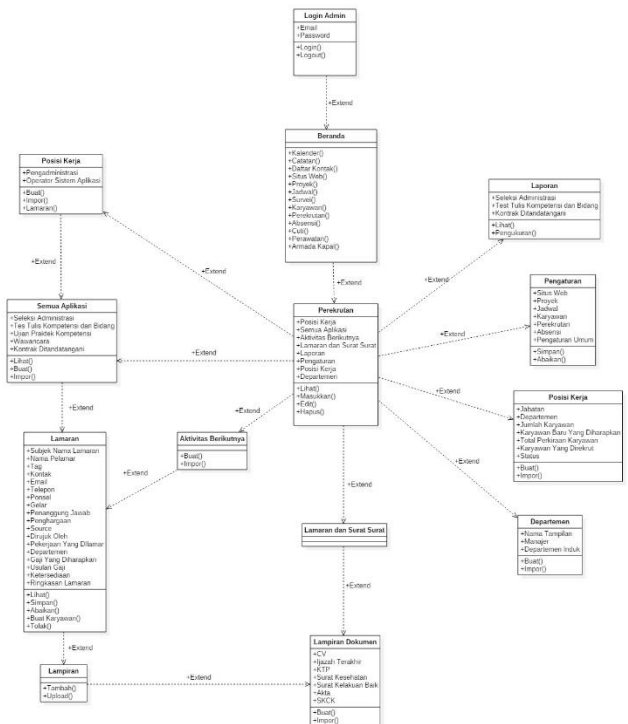 Login Admin
+Email
+Password
+Login()
+Logout()
+Extend
Beranda
+Kalender()
+Catatan()
+Daftar Kontak()
+Situs Web()
+Proyek()
+Jadwal()
+Survei()
+Karyawan()
+Perekrutan()
+Absensi()
+Cuti()
+Perawatan()
+Armada Kapal()
+Extend
Posisi Kerja
+Pengadministrasi
+Operator Sistem Aplikasi
+Buat()
+Impor()
+Lamaran()
+Extend
+Extend
Laporan
+Seleksi Administrasi
+Test Tulis Kompetensi dan Bidang
+Kontrak Ditandatangani
+Lihat()
+Pengukuran()
+Extend
Pengaturan
+Situs Web
+Proyek
+Jadwal
+Karyawan
+Perekrutan
+Absensi
+Pengaturan Umum
+Simpan()
+Abaikan()
+Extend
Semua Aplikasi
+Seleksi Administrasi
+Tes Tulis Kompetensi dan Bidang
+Ujian Praktek Kompetensi
+Wawancara
+Kontrak Ditandatangani
+Lihat()
+Buat()
+Impor()
+Extend
+Extend
Perekrutan
+Posisi Kerja
+Semua Aplikasi
+Aktivitas Berikutnya
+Lamaran dan Surat Surat
+Laporan
+Pengaturan
+Posisi Kerja
+Departemen
+Lihat()
+Masukkan()
+Edit()
+Hapus()
+Extend
Posisi Kerja
+Jabatan
+Departemen
+Jumlah Karyawan
+Karyawan Baru Yang Diharapkan
+Total Perkiraan Karyawan
+Karyawan Yang Direkrut
+Status
+Buat()
+Impor()
+Extend
Departemen
+Nama Tampilan
+Manajer
+Departemen Induk
+Buat()
+Impor()
+Extend
Aktivitas Berikutnya
+Buat()
+Impor()
+Extend
Lamaran
+Subjek Nama Lamaran
+Nama Pelamar
+Tag
+Kontak
+Email
+Telepon
+Ponsel
+Gelar
+Penanggung Jawab
+Penghargaan
+Source
+Dirujuk Oleh
+Pekerjaan Yang Dilamar
+Departemen
+Gaji Yang Diharapkan
+Usulan Gaji
+Ketersediaan
+Ringkasan Lamaran
+Lihat()
+Simpan()
+Abaikan()
+Buat Karyawan()
+Tolak()
+Extend
+Extend
Lamaran dan Surat Surat
+Extend
Lampiran
+Tambah()
+Upload()
+Extend
Lampiran Dokumen
+CV
+Ijazah Terakhir
+KTP
+Surat Kesehatan
+Surat Kelakuan Baik
+Akta
+SKCK
+Buat()
+Impor()